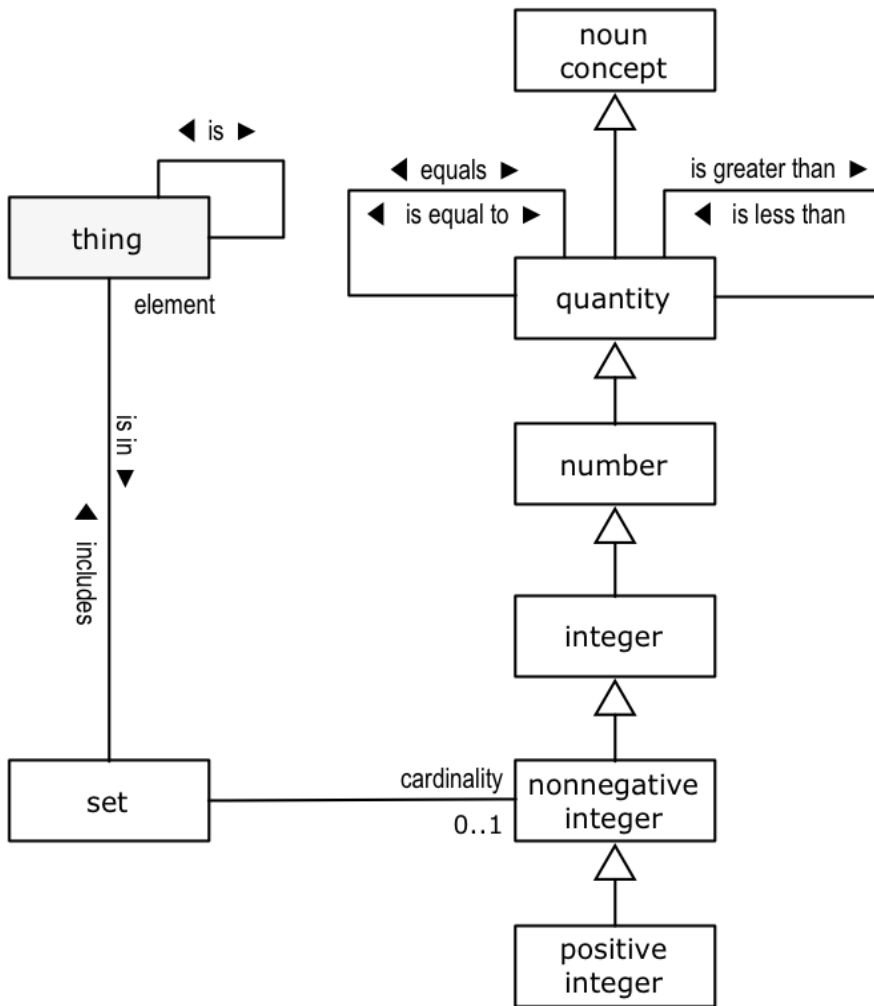 noun
concept
◄ is ►
◄ equals ►
is greater than ►
thing
◄ is equal to ►
◄ is less than
element
quantity
is in ►
number
◄ includes
integer
cardinality
set
nonnegative
integer
0..1
positive
integer